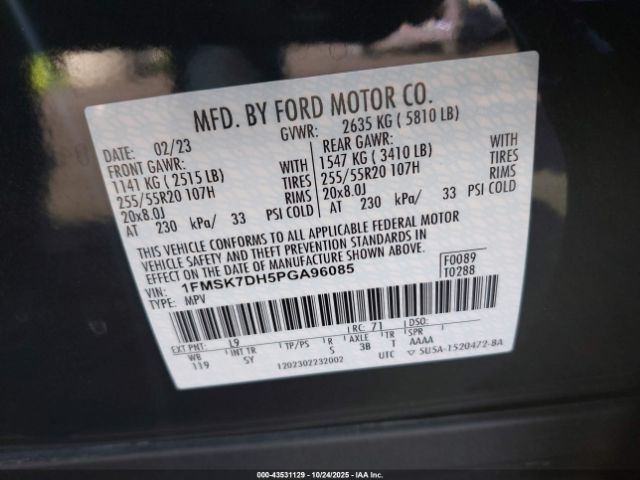 MFD. BY FORD MOTOR CO.
DATE: 02/23 GVWR: 2635 KG ( 5810 LB)
FRONT GAWR: WITH REAR GAWR: WITH
1141 KG ( 2515 LB) TIRES 1547 KG ( 3410 LB) TIRES
255/55R20 107H RIMS 255/55R20 107H RIMS
20x8.0J 20x8.0J
AT 230 kPa/ 33 PSI COLD AT 230 kPa/ 33 PSI COLD
THIS VEHICLE CONFORMS TO ALL APPLICABLE FEDERAL MOTOR
VEHICLE SAFETY AND THEFT PREVENTION STANDARDS IN
EFFECT ON THE DATE OF MANUFACTURE SHOWN ABOVE.
VIN: 1FMSK7DH5PGA96085 F0089
TYPE: MPV T0288
EXT PNT: L9 RC: 71 DSO:
WB INT TR TP/PS R AXLE TR SPR
119 5Y S 3B T AAAA
1202302232002 UTC ▽ SU5A-1520472-BA
000-43531129 - 10/24/2025 - IAA, Inc.